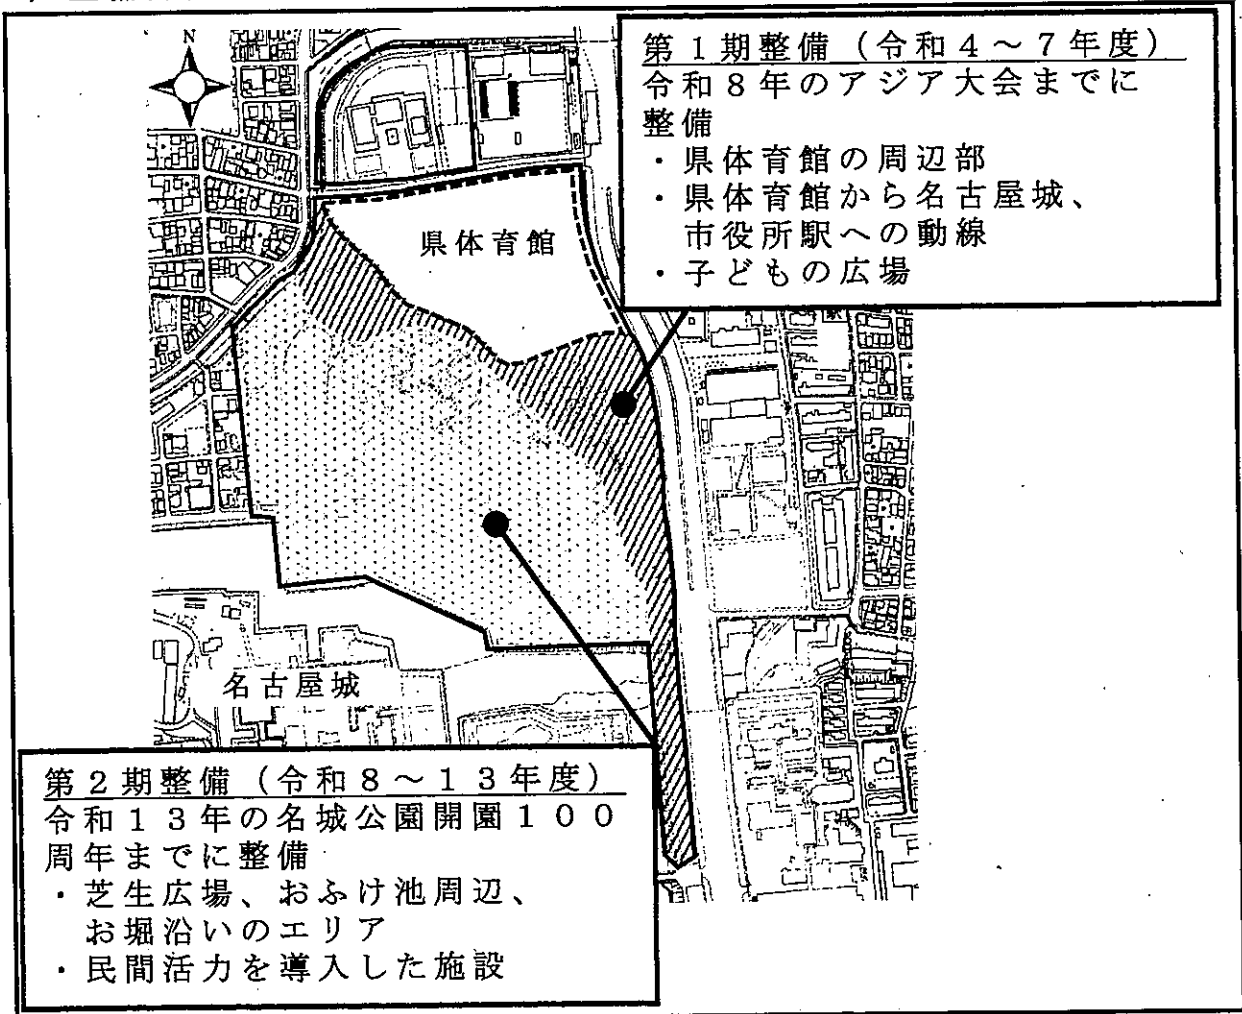 N
第１期整備（令和４～７年度）
令和８年のアジア大会までに
整備
・県体育館の周辺部
・県体育館から名古屋城、
市役所駅への動線
・子どもの広場
県体育館
名古屋城
第２期整備（令和８～１３年度）
令和１３年の名城公園開園１００
周年までに整備
・芝生広場、おふけ池周辺、
お堀沿いのエリア
・民間活力を導入した施設